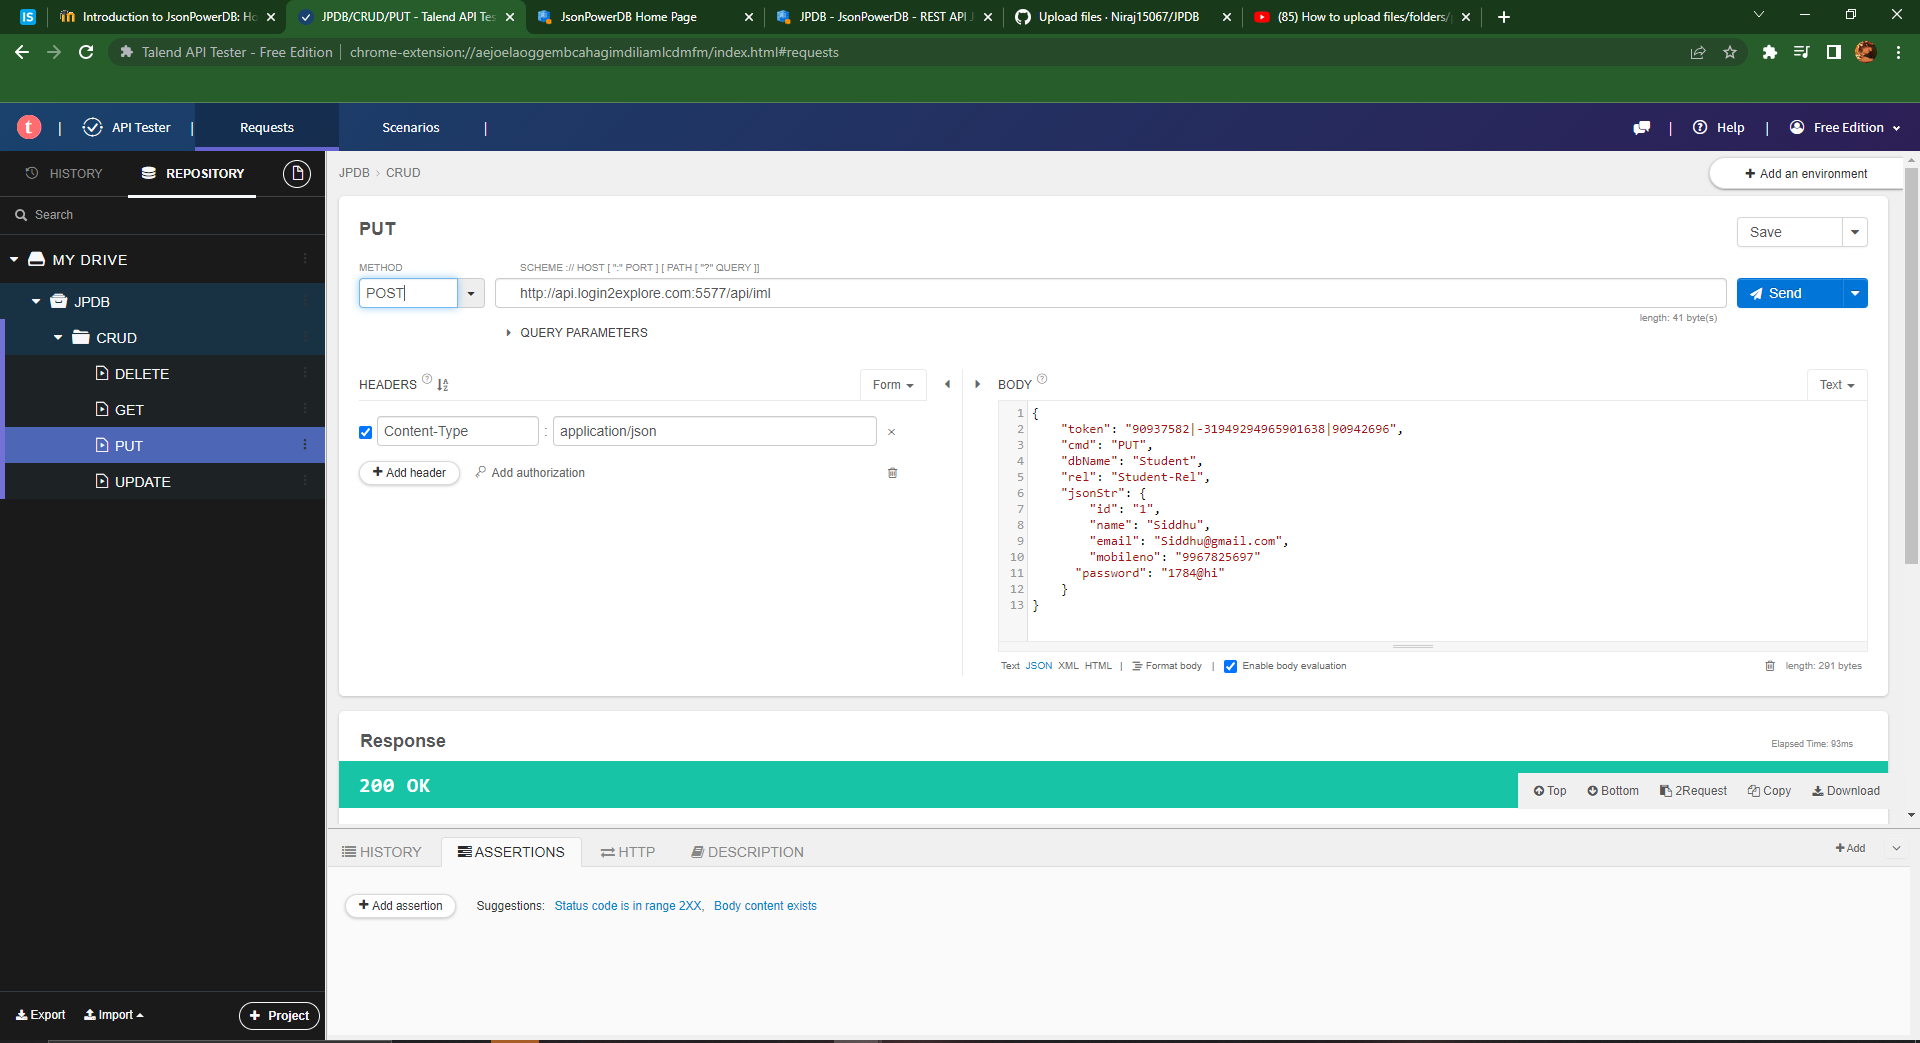 IS
Introduction to JsonPowerDB: Ho
JPDB/CRUD/PUT - Talend API Tes
JsonPowerDB Home Page
JPDB - JsonPowerDB - REST API J
Upload files · Niraj15067/JPDB
(85) How to upload files/folders/
Talend API Tester - Free Edition | chrome-extension://aejoelaoggembcahagimdiliamlcdmfm/index.html#requests
t | API Tester | Requests Scenarios |
| Help | Free Edition
HISTORY REPOSITORY
JPDB › CRUD
+ Add an environment
Search
PUT
Save
MY DRIVE
METHOD
SCHEME :// HOST [ ":" PORT ] [ PATH [ "?" QUERY ]]
POST
http://api.login2explore.com:5577/api/iml
Send
length: 41 byte(s)
QUERY PARAMETERS
JPDB
CRUD
DELETE
GET
PUT
UPDATE
HEADERS ?
Form
BODY ?
Text
Content-Type : application/json ×
+ Add header Add authorization
1 {
2 "token": "90937582|-31949294965901638|90942696",
3 "cmd": "PUT",
4 "dbName": "Student",
5 "rel": "Student-Rel",
6 "jsonStr": {
7 "id": "1",
8 "name": "Siddhu",
9 "email": "Siddhu@gmail.com",
10 "mobileno": "9967825697"
11 "password": "1784@hi"
12 }
13 }
Text JSON XML HTML | Format body | Enable body evaluation
length: 291 bytes
Response
Elapsed Time: 93ms
200 OK
Top Bottom 2Request Copy Download
HISTORY ASSERTIONS HTTP DESCRIPTION
+ Add
+ Add assertion Suggestions: Status code is in range 2XX, Body content exists
Export Import + Project